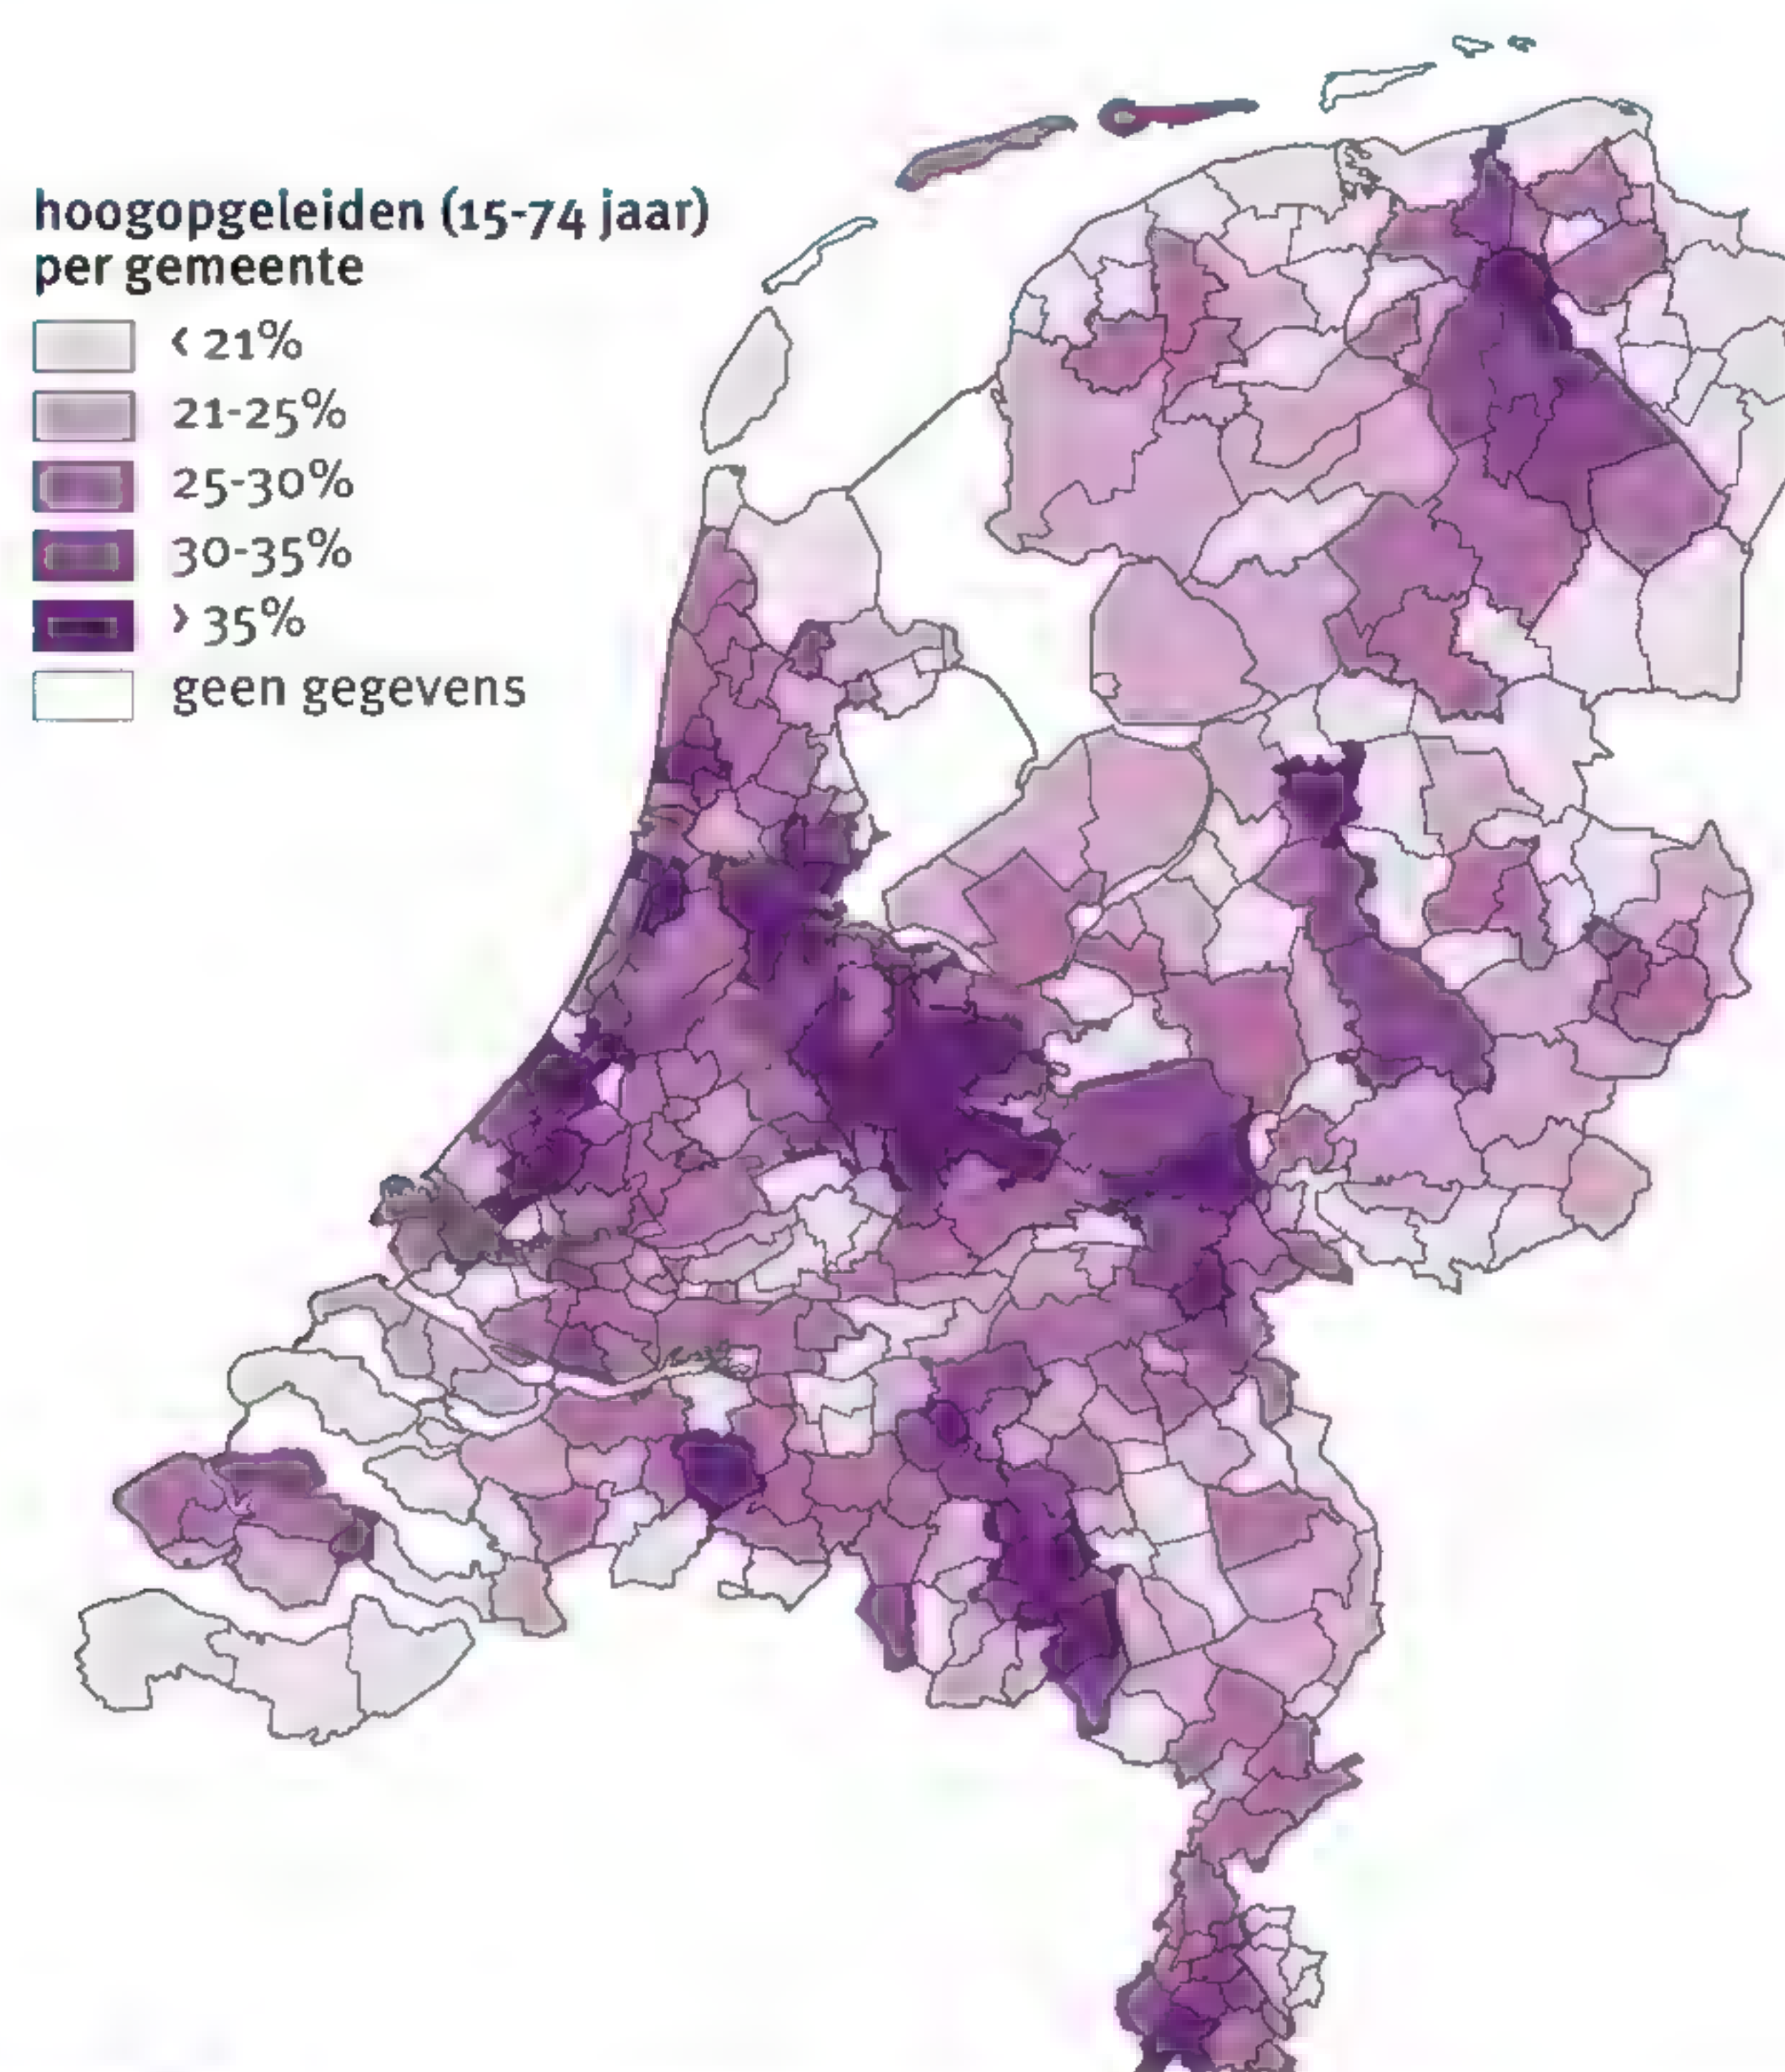 hoogopgeleiden (15-74 jaar)
per gemeente
< 21%
21-25%
25-30%
30-35%
> 35%
geen gegevens